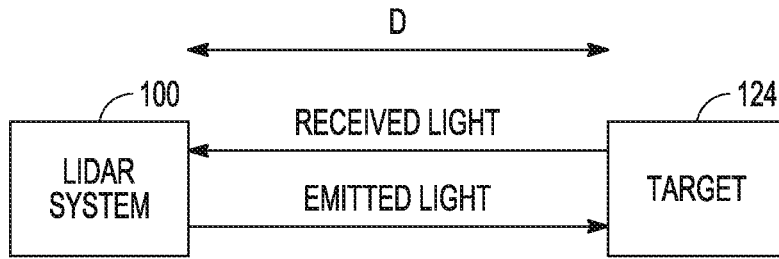 D
100
124
RECEIVED LIGHT
LIDAR
SYSTEM
EMITTED LIGHT
TARGET